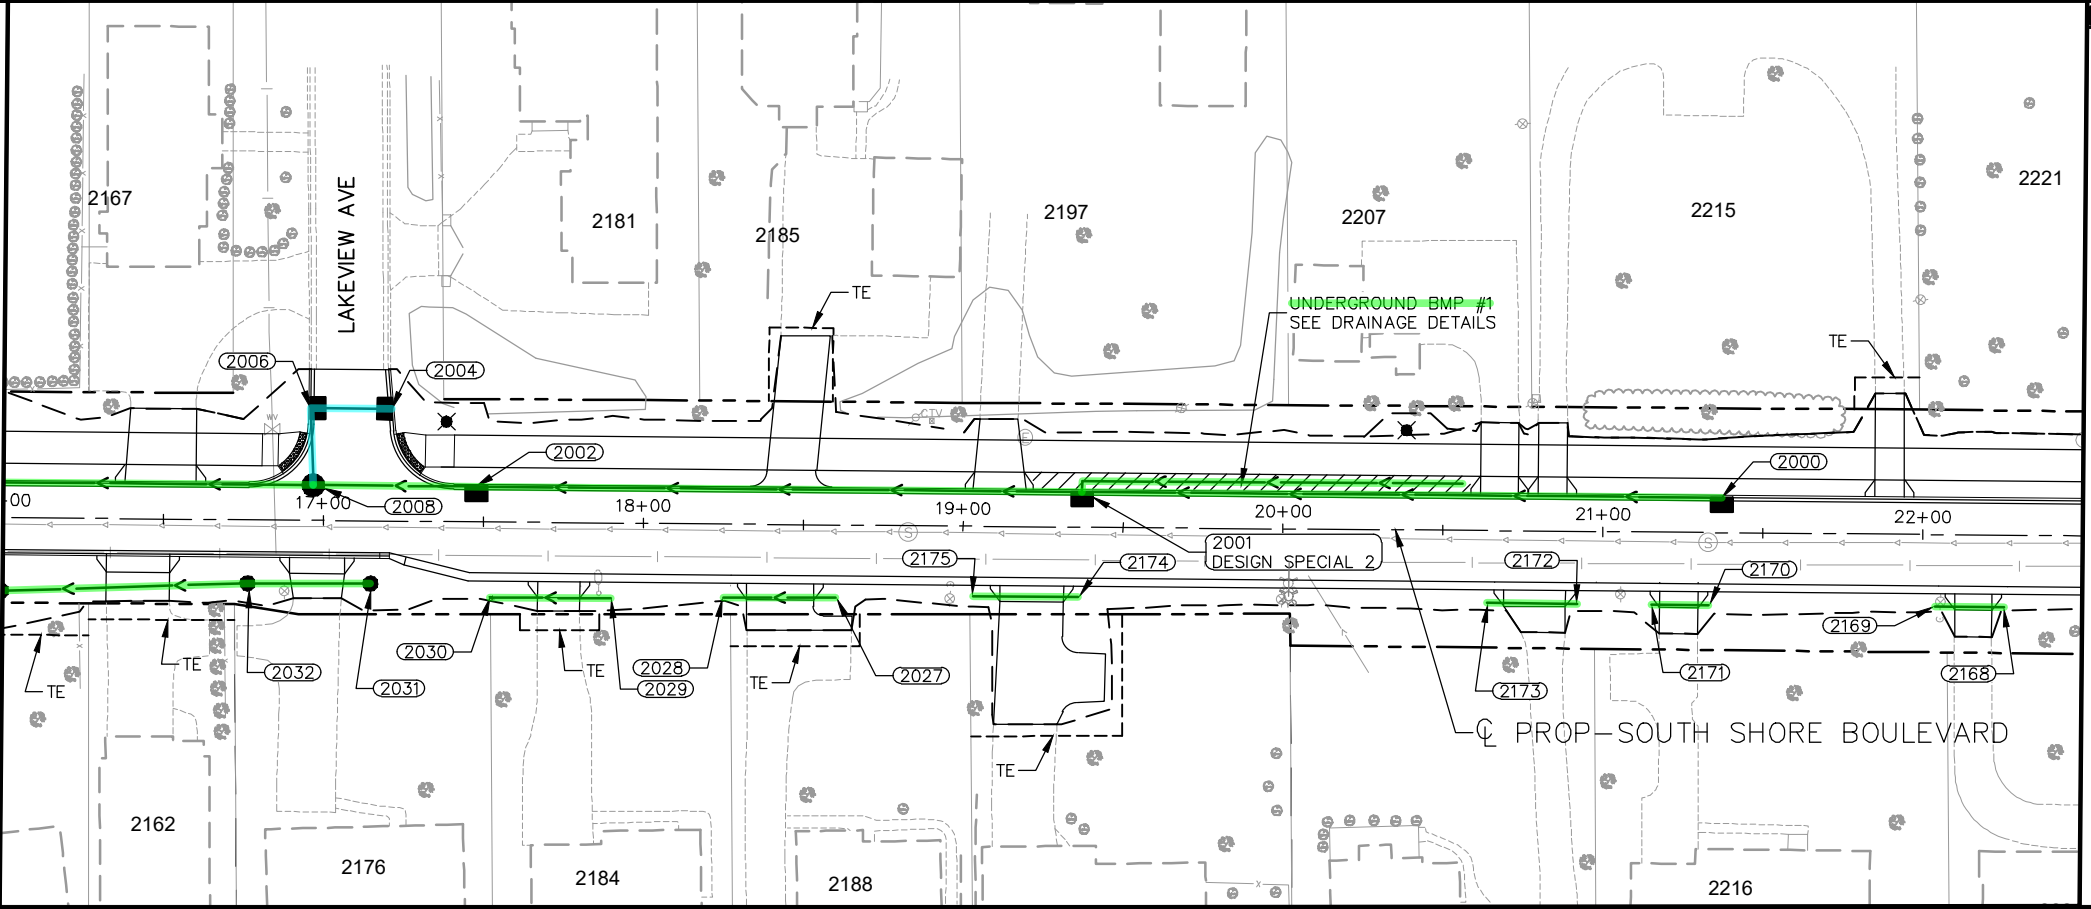 2167
LAKEVIEW AVE
2181
2185
2197
2207
2215
2221
TE
UNDERGROUND BMP #1
SEE DRAINAGE DETAILS
TE
2006
2004
WV
CTV
E
2002
2000
00
17+00
2008
18+00
19+00
20+00
21+00
22+00
S
S
2001
DESIGN SPECIAL 2
2175
2174
2172
2170
2169
2030
2028
2029
2027
2032
2031
2173
2171
2168
TE
TE
TE
TE
TE
℄ PROP-SOUTH SHORE BOULEVARD
2162
2176
2184
2188
2216